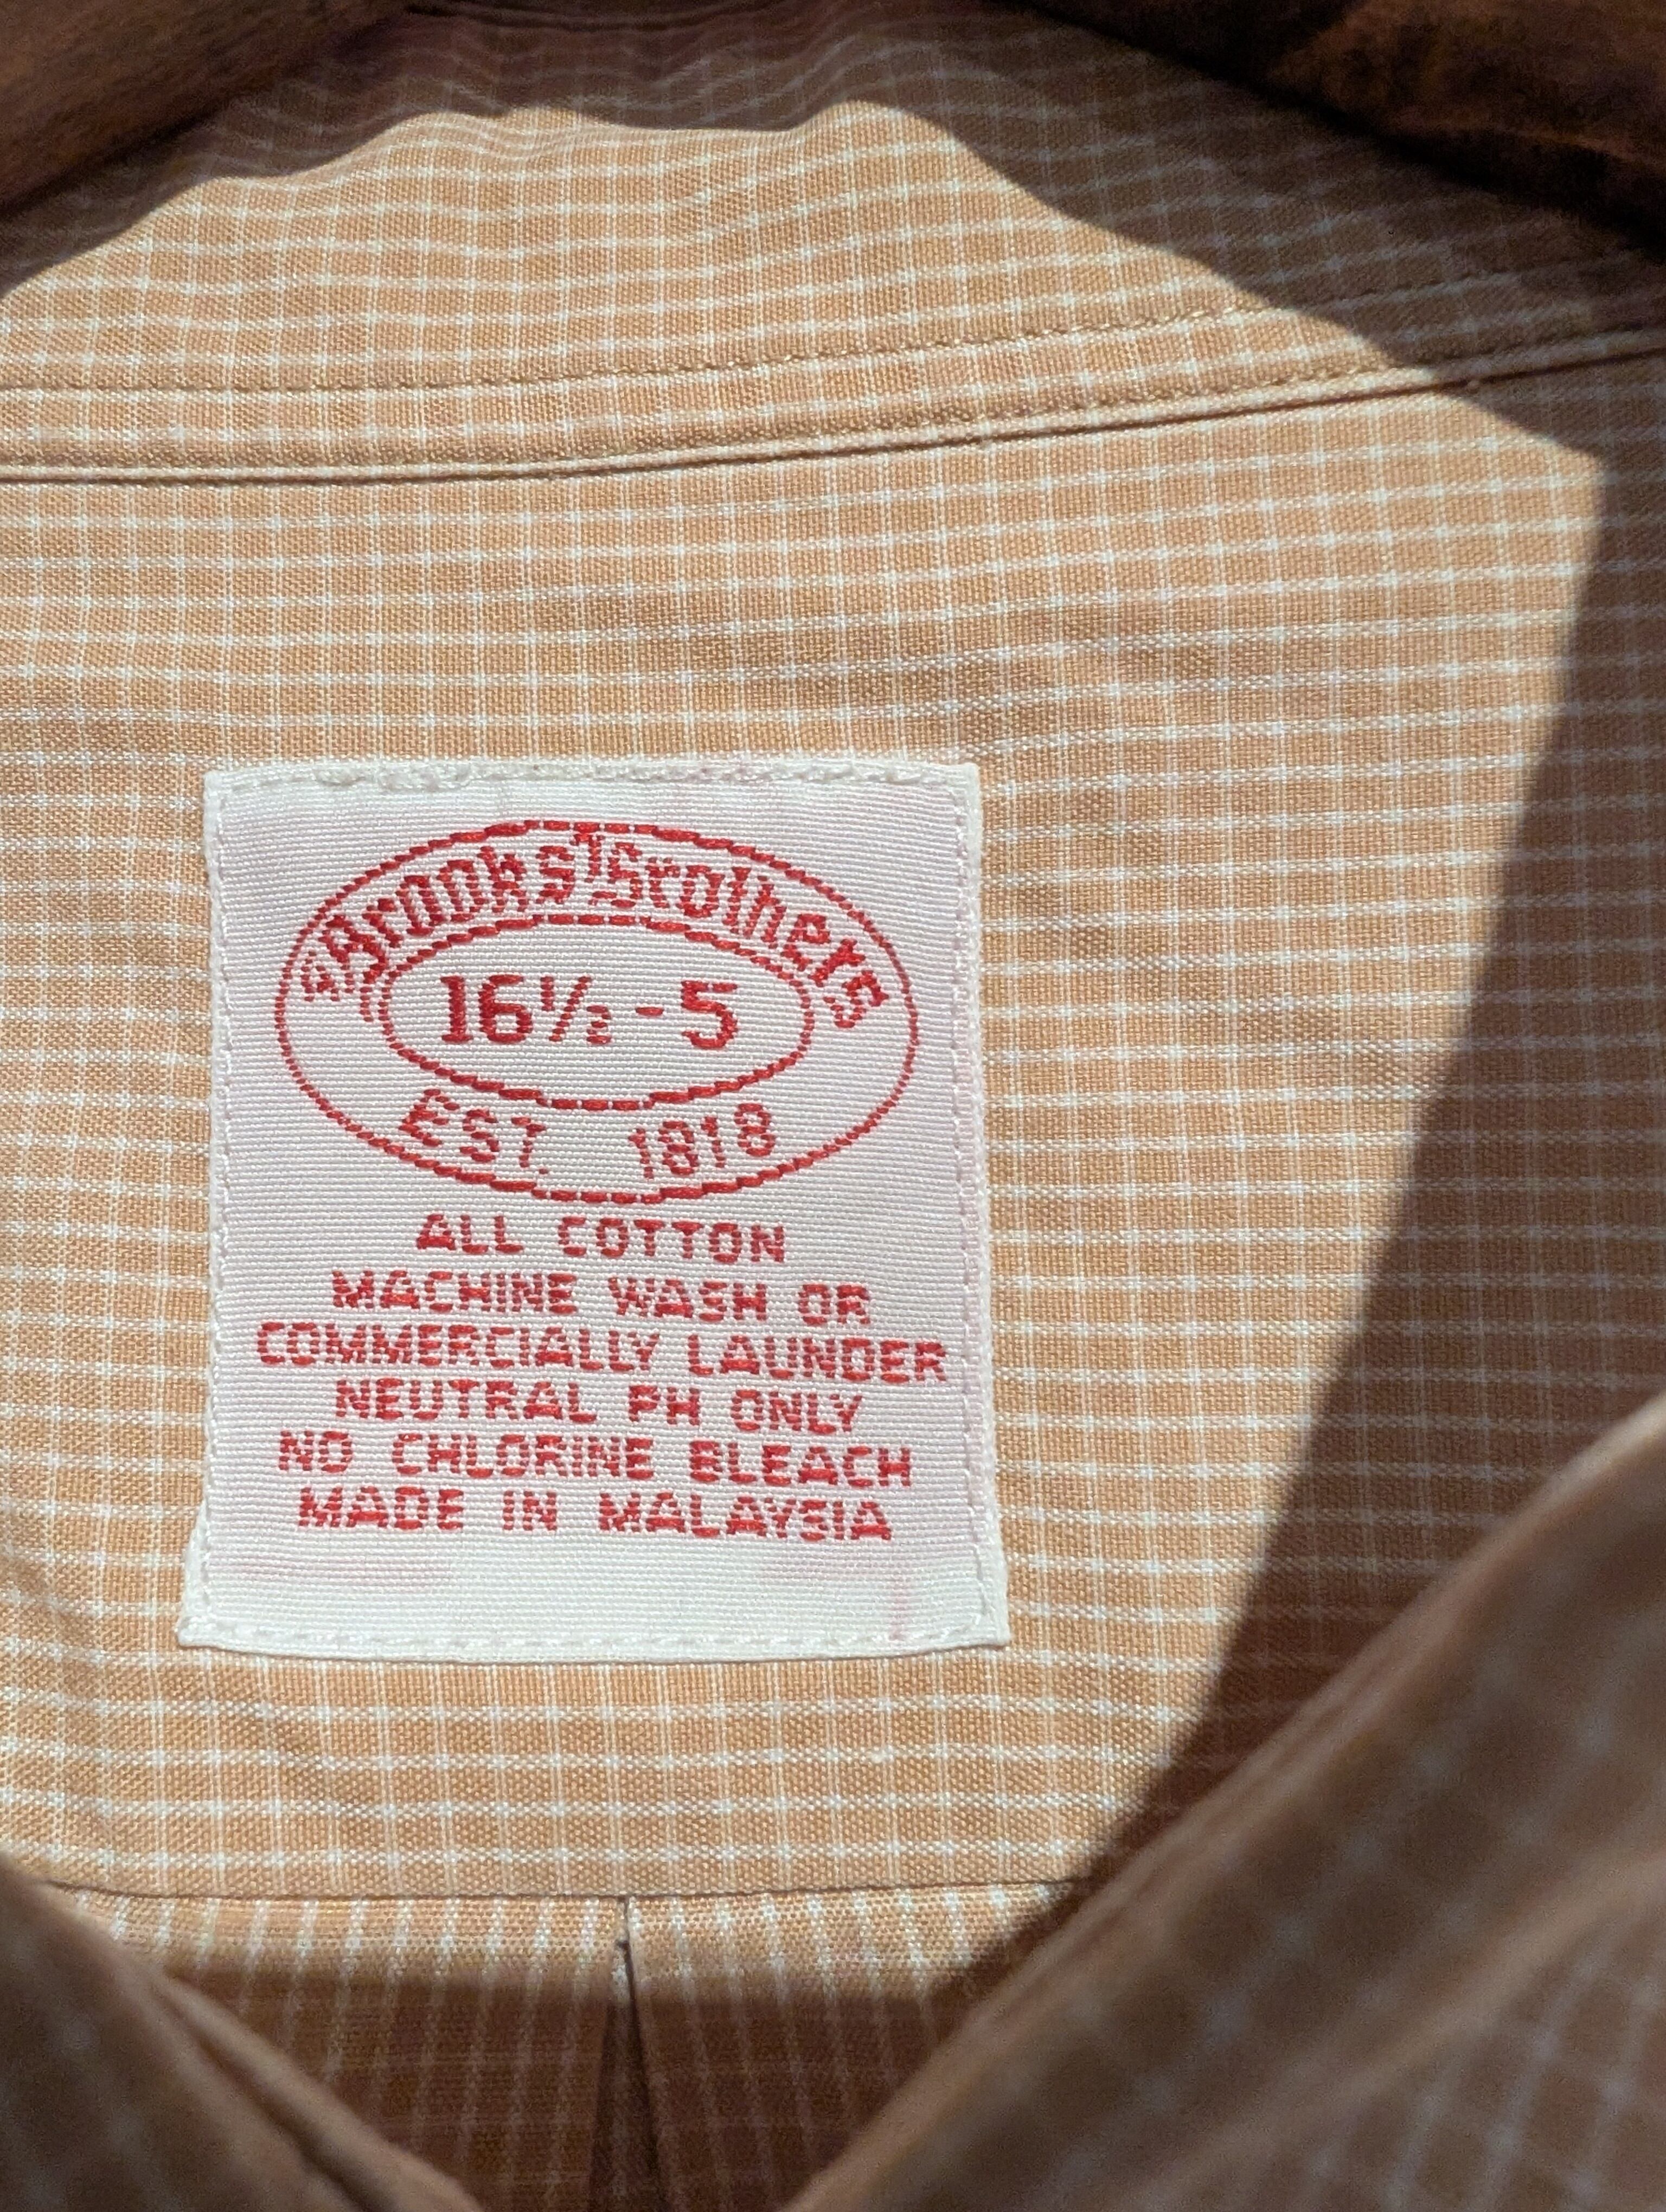 "Brooks Brothers"
16½-5
EST. 1818
ALL COTTON
MACHINE WASH OR
COMMERCIALLY LAUNDER
NEUTRAL PH ONLY
NO CHLORINE BLEACH
MADE IN MALAYSIA